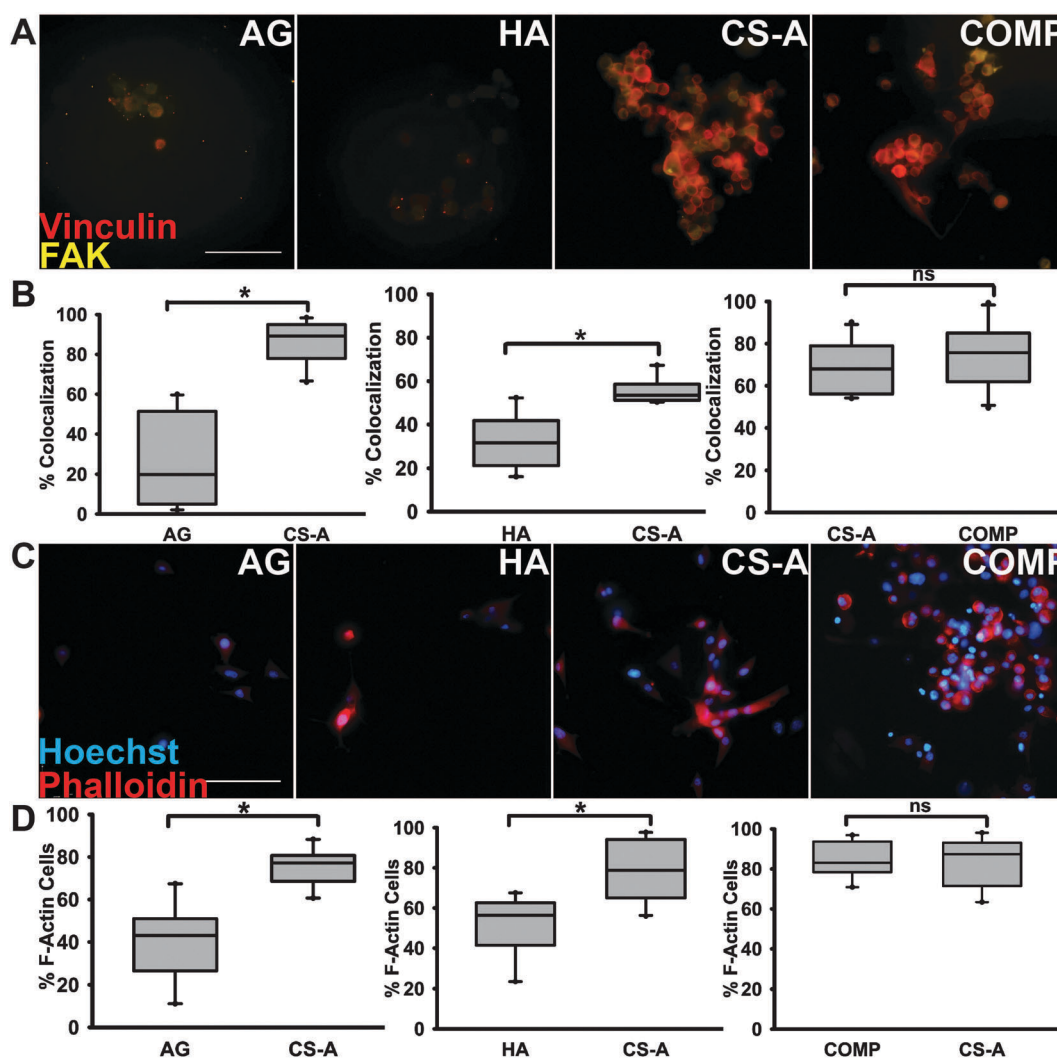 A AG HA CS-A COMP
Vinculin
FAK
B * * ns
% Colocalization 100 80 60 40 20 0 AG CS-A
% Colocalization 100 80 60 40 20 0 HA CS-A
% Colocalization 100 80 60 40 20 0 CS-A COMP
C AG HA CS-A COMP
Hoechst
Phalloidin
D * * ns
% F-Actin Cells 100 80 60 40 20 0 AG CS-A
% F-Actin Cells 100 80 60 40 20 0 HA CS-A
% F-Actin Cells 100 80 60 40 20 0 COMP CS-A